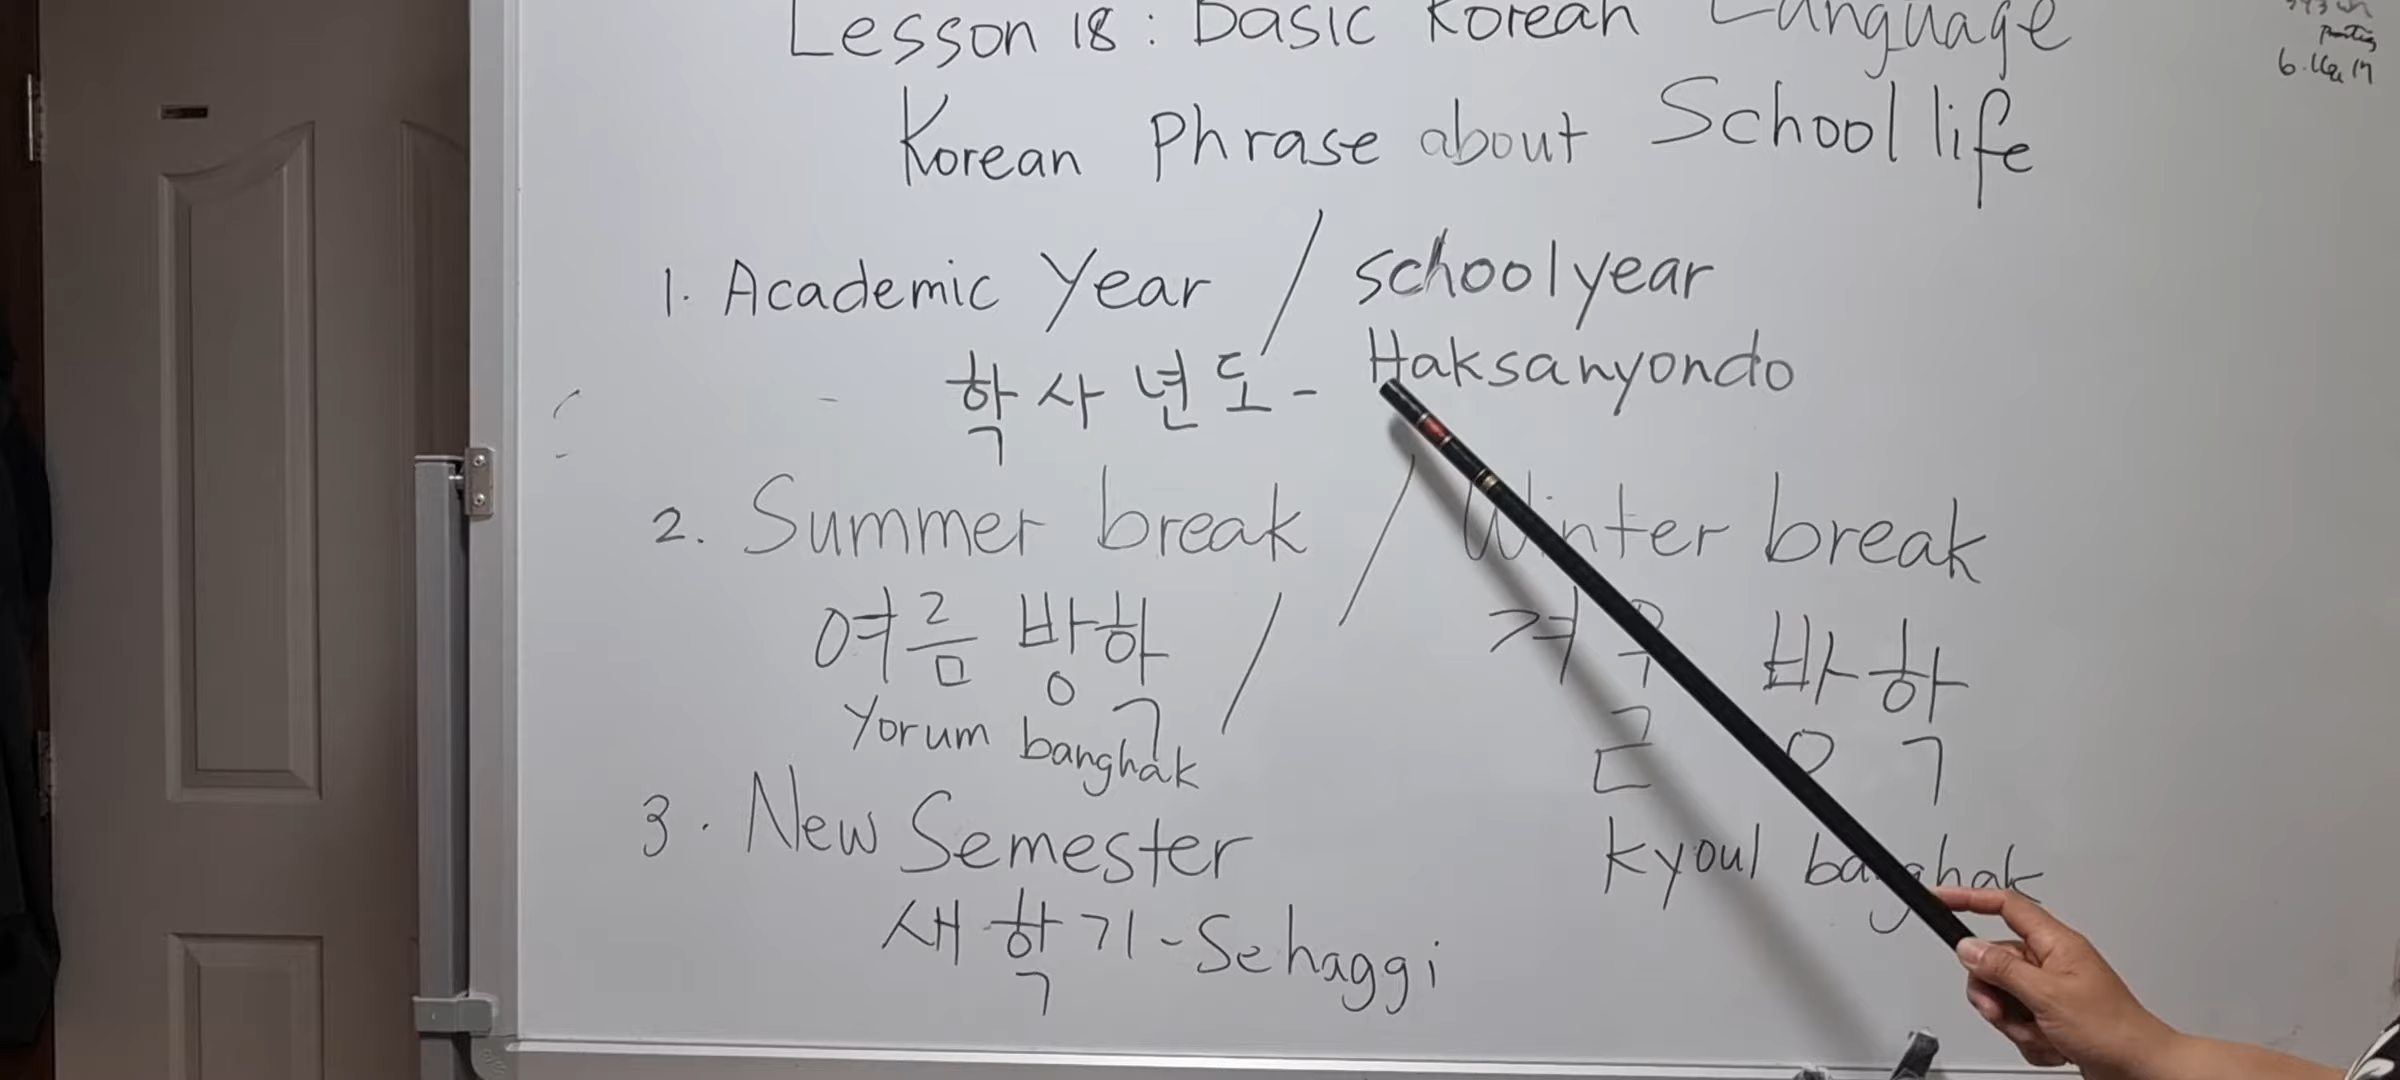 Lesson 18: Basic Korean Language
Korean Phrase about School life
1. Academic Year / schoolyear
학사년도 - Haksanyondo
2. Summer break / Winter break
여름 방학 / 겨울 방학
Yorum banghak
kyoul banghak
3. New Semester
새학기 - Sehaggi